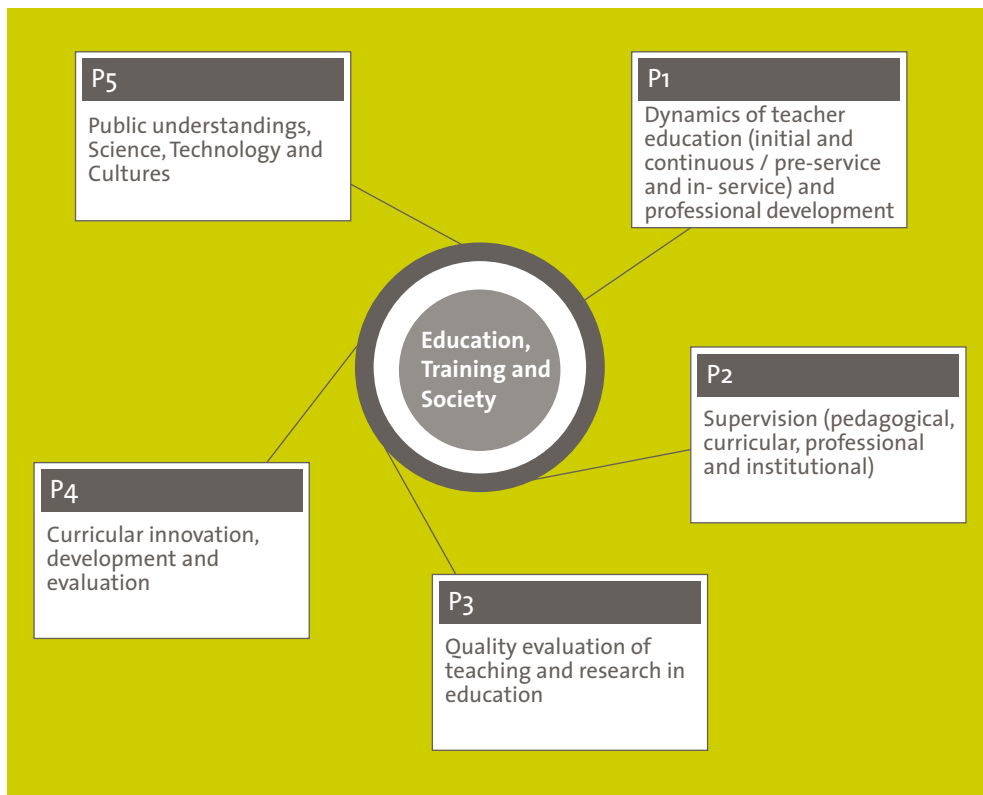 P5
Public understandings,
Science, Technology and
Cultures
P1
Dynamics of teacher
education (initial and
continuous / pre-service
and in- service) and
professional development
Education,
Training and
Society
P2
Supervision (pedagogical,
curricular, professional
and institutional)
P4
Curricular innovation,
development and
evaluation
P3
Quality evaluation of
teaching and research in
education